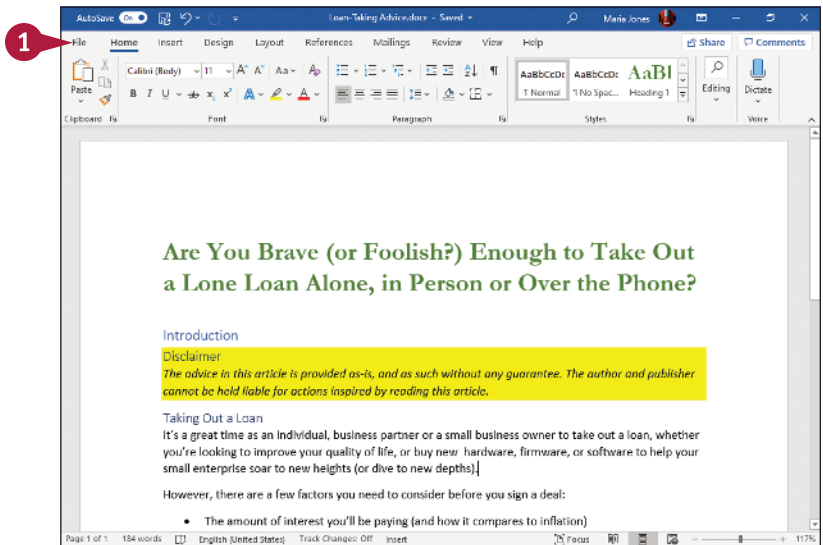 AutoSave On Loan-Taking Advice.docx - Saved Maria Jones
1
File Home Insert Design Layout References Mailings Review View Help Share Comments
Calibri (Body) 11 A A Aa A
Paste B I U ab x x A A
AaBbCcDc AaBbCcDc AaBl
¶ Normal ¶ No Spac... Heading 1
Editing Dictate
Clipboard Font Paragraph Styles Voice
Are You Brave (or Foolish?) Enough to Take Out
a Lone Loan Alone, in Person or Over the Phone?
Introduction
Disclaimer
The advice in this article is provided as-is, and as such without any guarantee. The author and publisher
cannot be held liable for actions inspired by reading this article.
Taking Out a Loan
It's a great time as an individual, business partner or a small business owner to take out a loan, whether
you're looking to improve your quality of life, or buy new hardware, firmware, or software to help your
small enterprise soar to new heights (or dive to new depths).
However, there are a few factors you need to consider before you sign a deal:
• The amount of interest you'll be paying (and how it compares to inflation)
Page 1 of 1 184 words English (United States) Track Changes: Off Insert Focus 117%